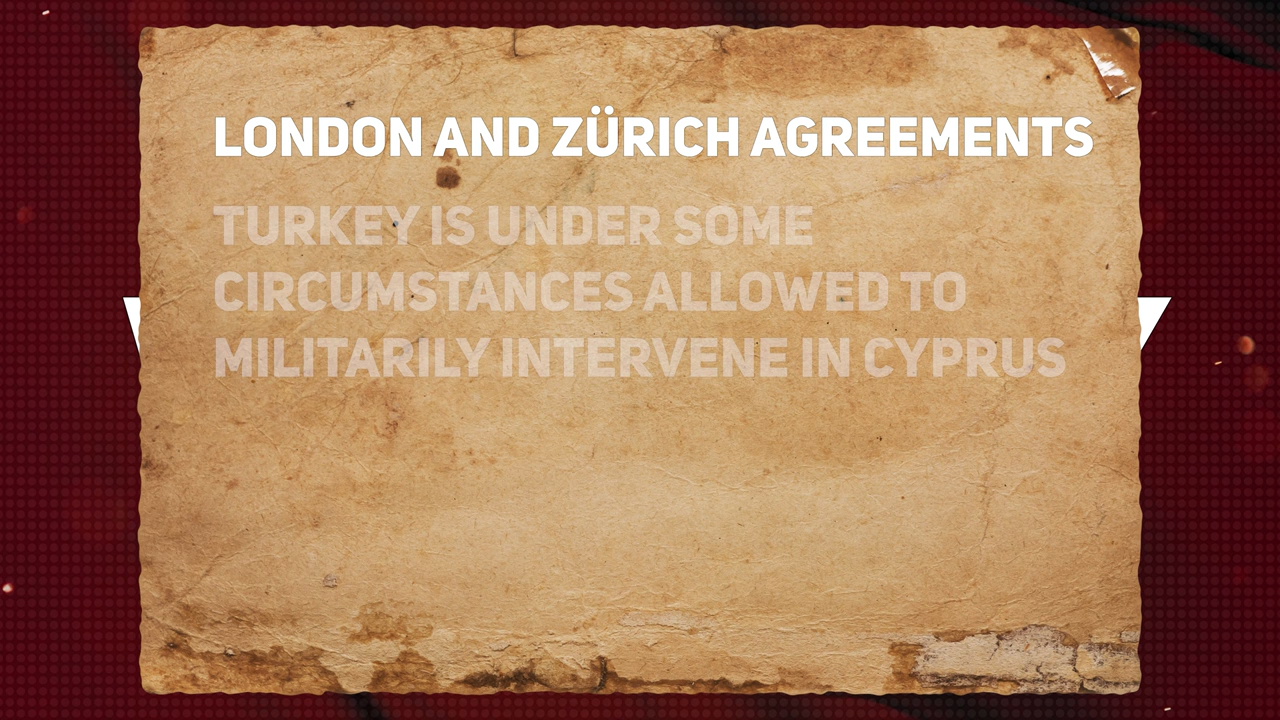 LONDON AND ZÜRICH AGREEMENTS
TURKEY IS UNDER SOME
CIRCUMSTANCES ALLOWED TO
MILITARILY INTERVENE IN CYPRUS